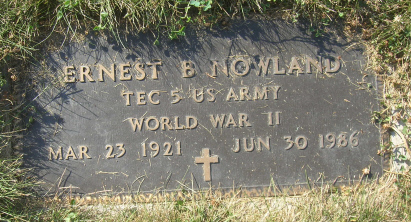 ERNEST B NOWLAND
TEC 5 US ARMY
WORLD WAR II
MAR 23 1921 JUN 30 1986